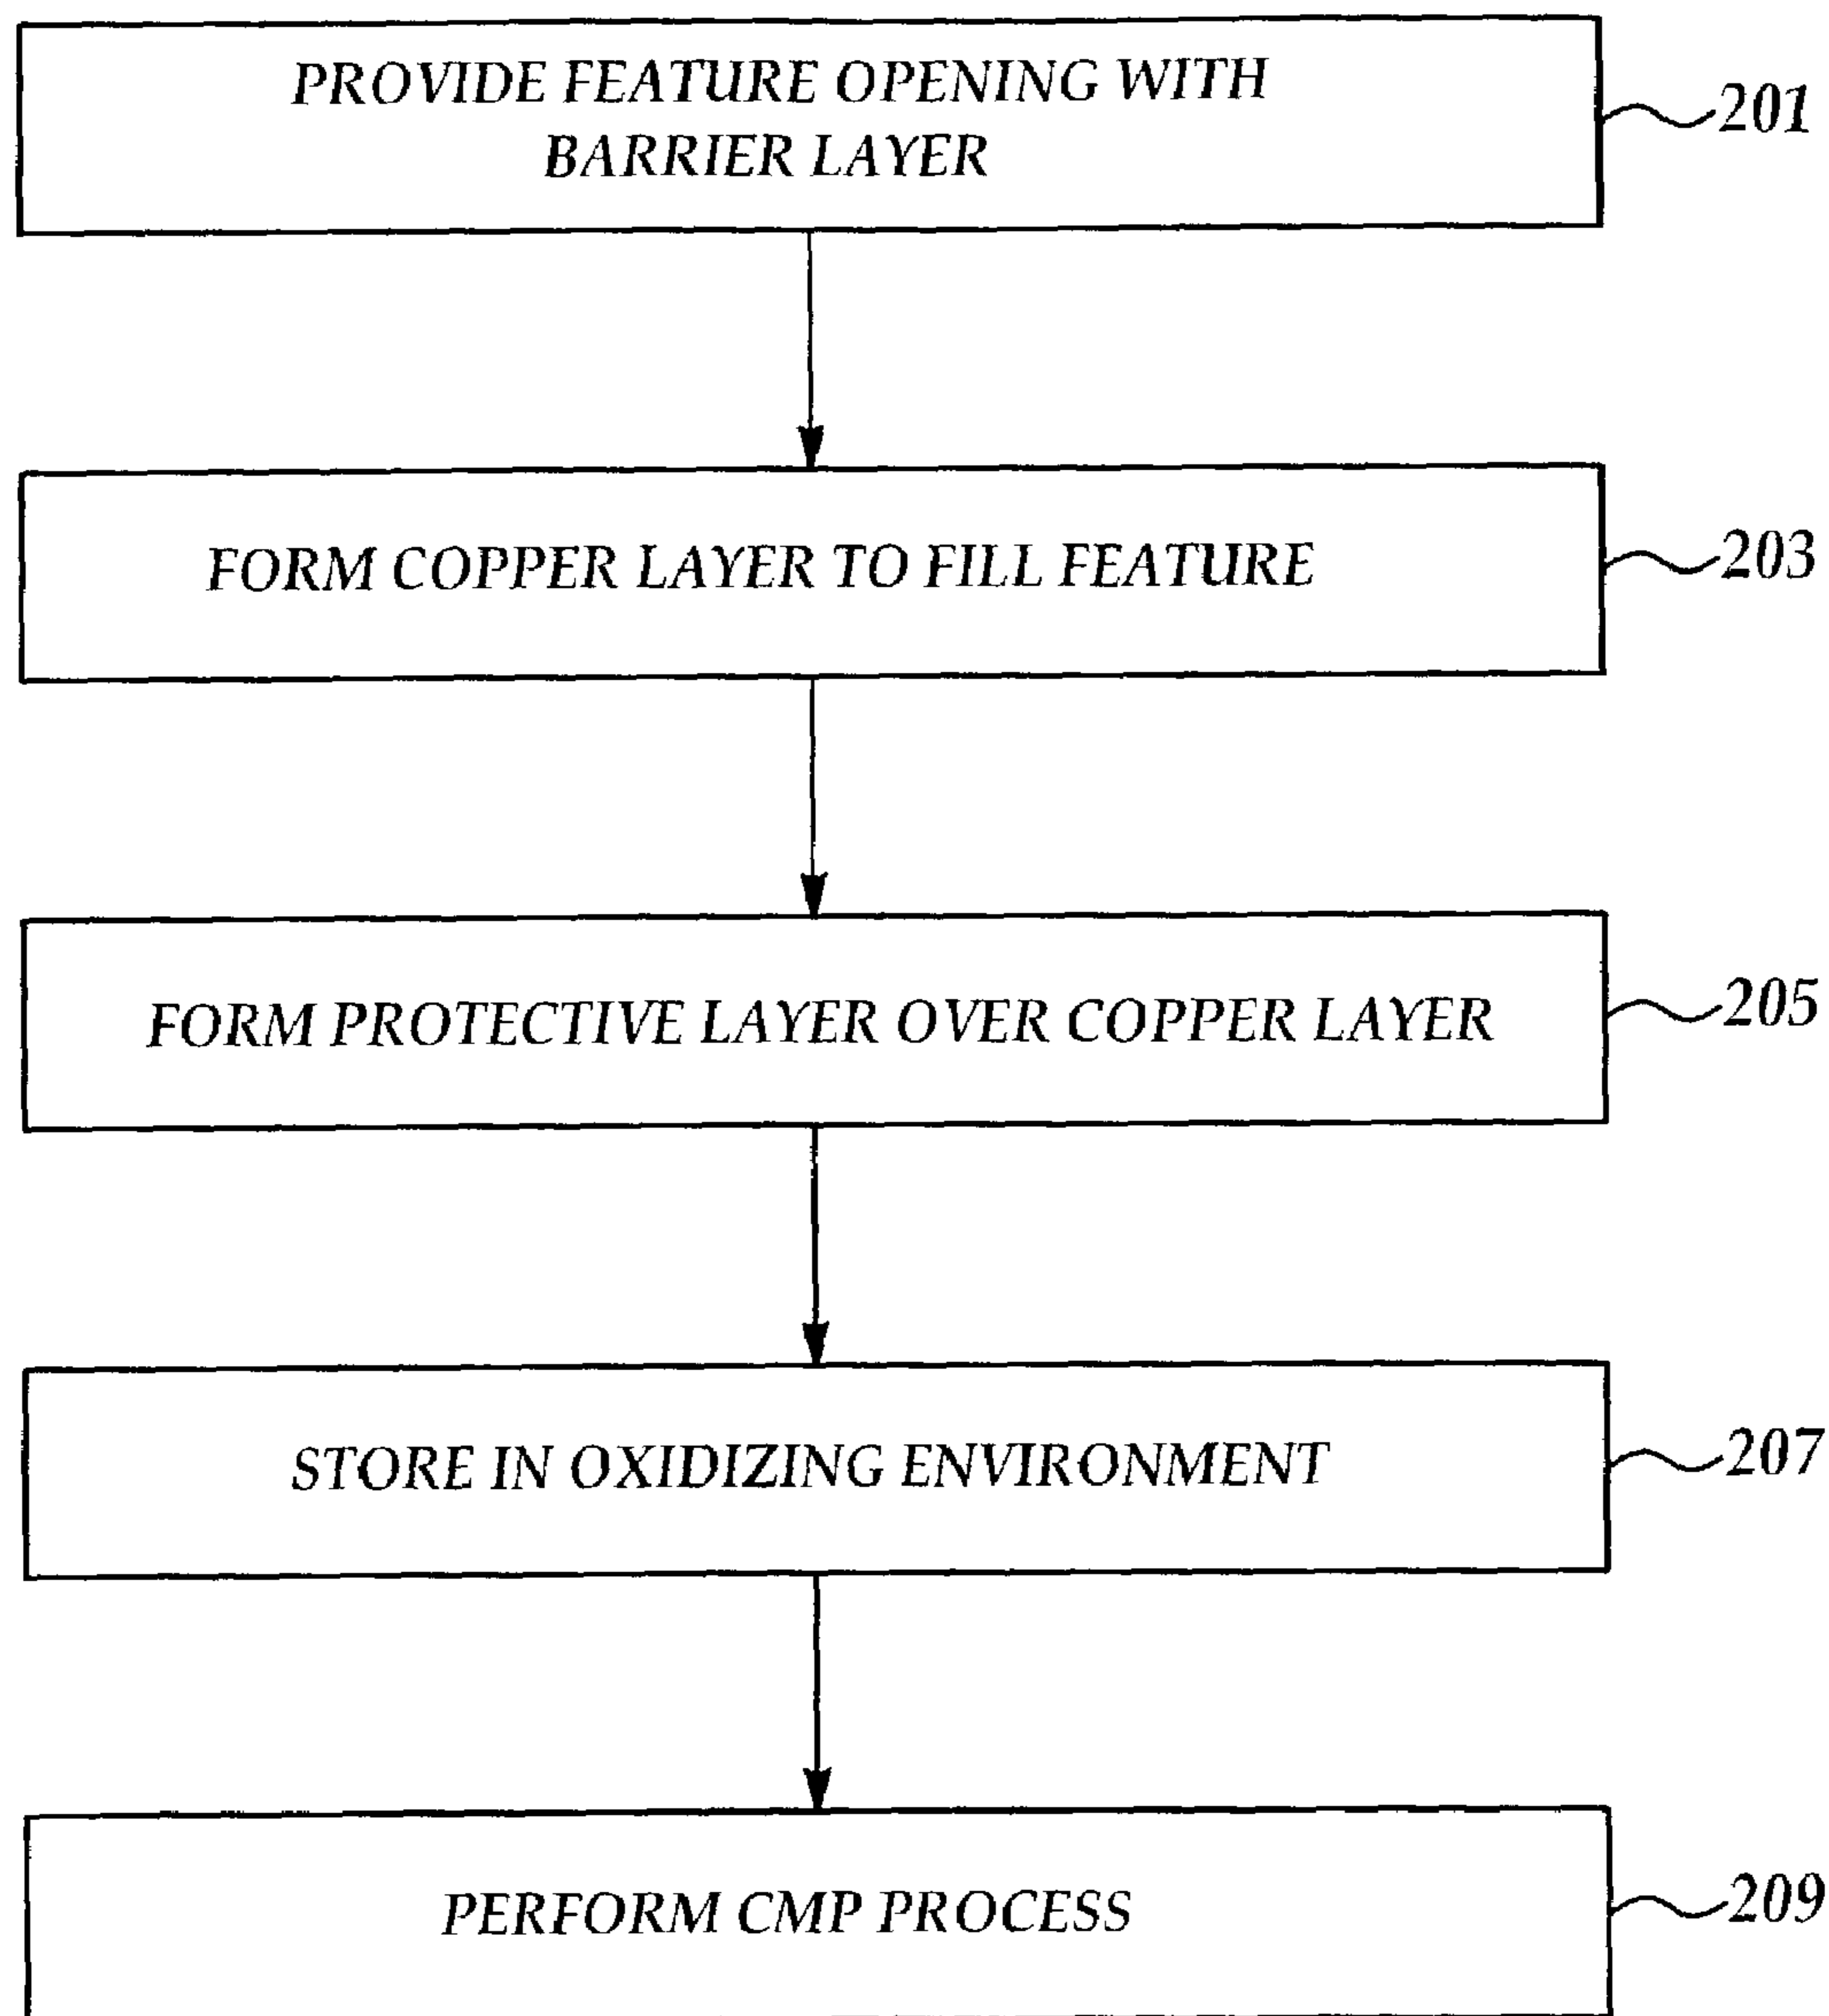 PROVIDE FEATURE OPENING WITH
BARRIER LAYER
201
FORM COPPER LAYER TO FILL FEATURE
203
FORM PROTECTIVE LAYER OVER COPPER LAYER
205
STORE IN OXIDIZING ENVIRONMENT
207
PERFORM CMP PROCESS
209